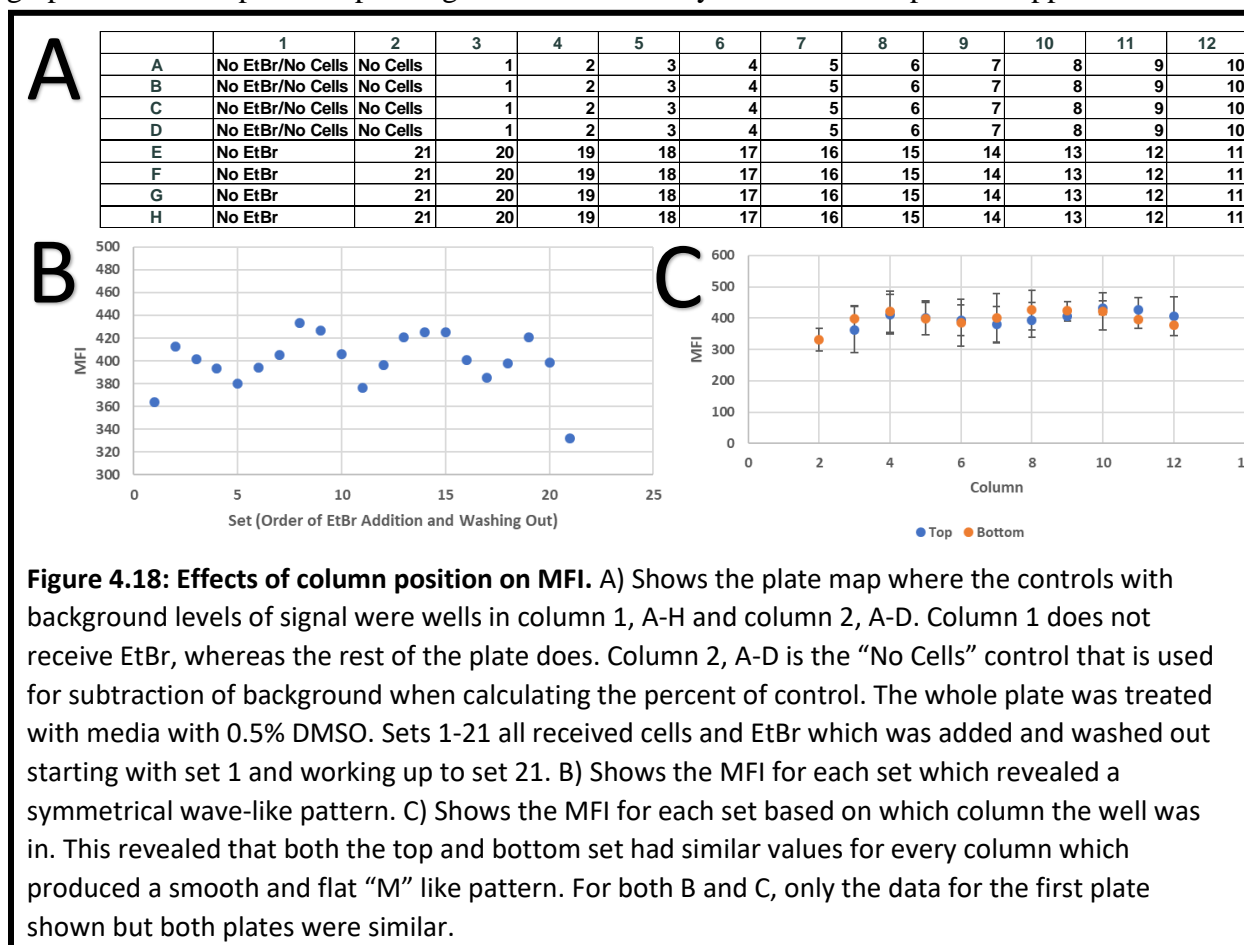 A
1 2 3 4 5 6 7 8 9 10 11 12
A No EtBr/No Cells No Cells 1 2 3 4 5 6 7 8 9 10
B No EtBr/No Cells No Cells 1 2 3 4 5 6 7 8 9 10
C No EtBr/No Cells No Cells 1 2 3 4 5 6 7 8 9 10
D No EtBr/No Cells No Cells 1 2 3 4 5 6 7 8 9 10
E No EtBr 21 20 19 18 17 16 15 14 13 12 11
F No EtBr 21 20 19 18 17 16 15 14 13 12 11
G No EtBr 21 20 19 18 17 16 15 14 13 12 11
H No EtBr 21 20 19 18 17 16 15 14 13 12 11
B
500
480
460
440
420
400
380
360
340
320
300
MFI
0 5 10 15 20 25
Set (Order of EtBr Addition and Washing Out)
C
600
500
400
300
200
100
0
MFI
0 2 4 6 8 10 12
Column
Top Bottom
Figure 4.18: Effects of column position on MFI. A) Shows the plate map where the controls with
background levels of signal were wells in column 1, A-H and column 2, A-D. Column 1 does not
receive EtBr, whereas the rest of the plate does. Column 2, A-D is the “No Cells” control that is used
for subtraction of background when calculating the percent of control. The whole plate was treated
with media with 0.5% DMSO. Sets 1-21 all received cells and EtBr which was added and washed out
starting with set 1 and working up to set 21. B) Shows the MFI for each set which revealed a
symmetrical wave-like pattern. C) Shows the MFI for each set based on which column the well was
in. This revealed that both the top and bottom set had similar values for every column which
produced a smooth and flat “M” like pattern. For both B and C, only the data for the first plate
shown but both plates were similar.